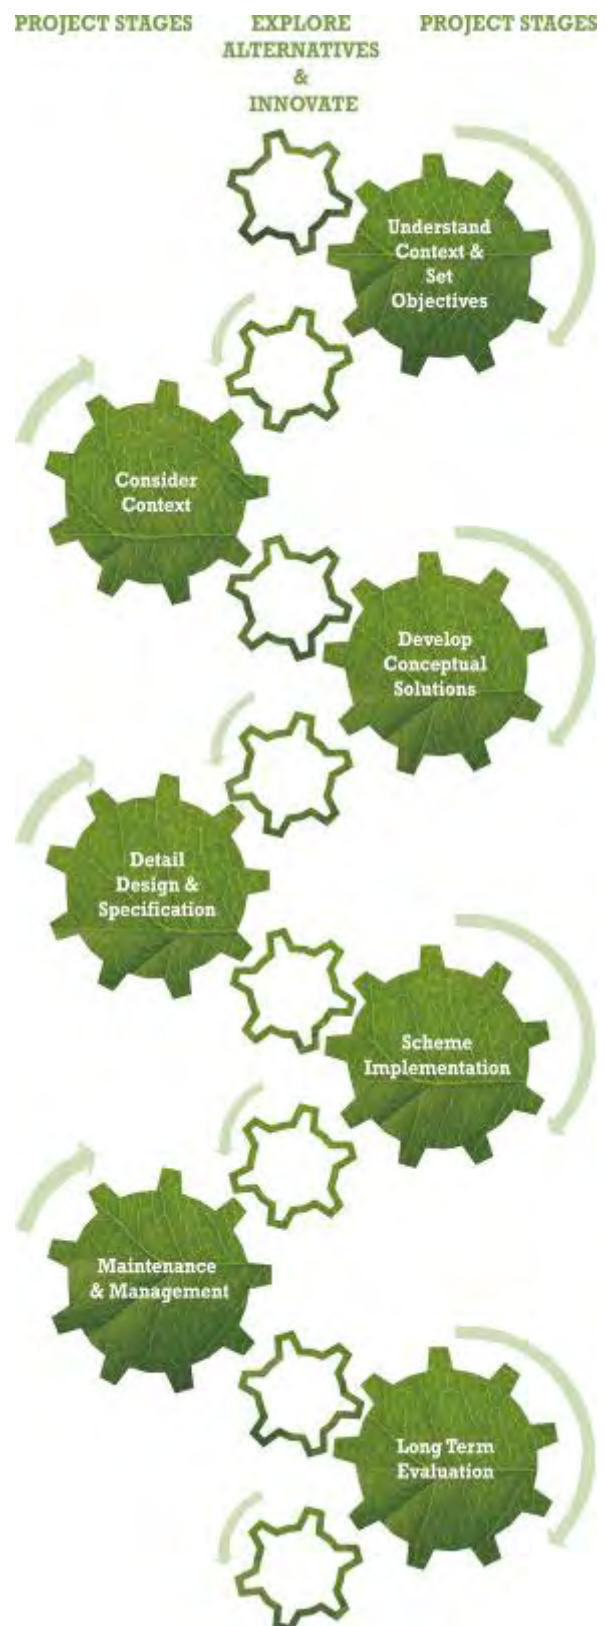 PROJECT STAGES
EXPLORE
ALTERNATIVES
&
INNOVATE
PROJECT STAGES
Understand
Context &
Set
Objectives
Consider
Context
Develop
Conceptual
Solutions
Detail
Design &
Specification
Scheme
Implementation
Maintenance
& Management
Long Term
Evaluation